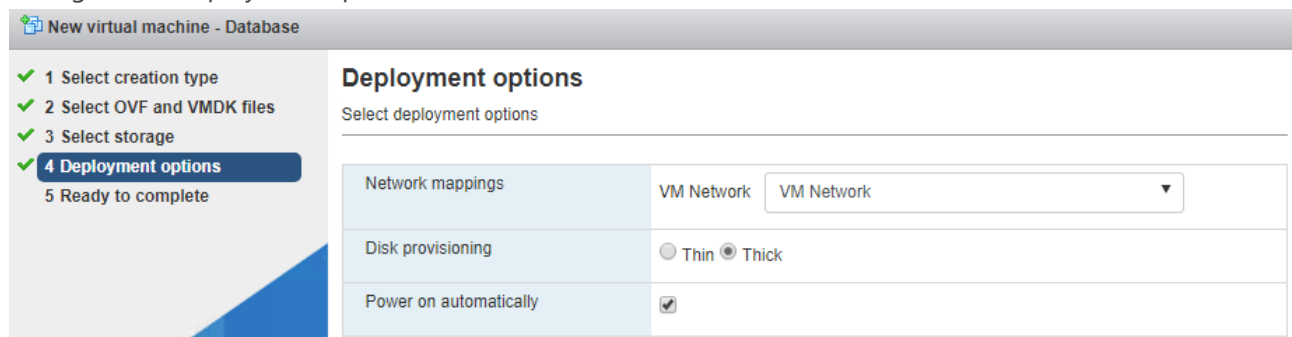 New virtual machine - Database
1 Select creation type
2 Select OVF and VMDK files
3 Select storage
4 Deployment options
5 Ready to complete
Deployment options
Select deployment options
Network mappings
VM Network VM Network
Disk provisioning
Thin Thick
Power on automatically